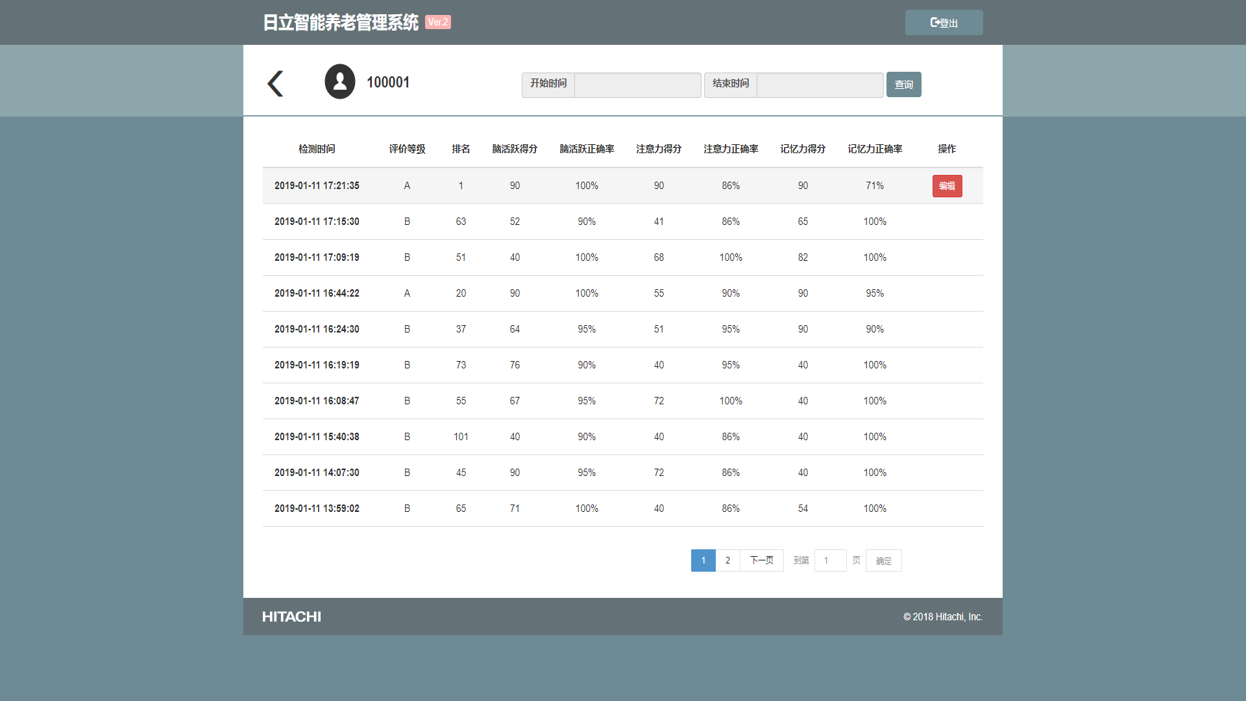 日立智能养老管理系统 Ver.2 登出
100001 开始时间 结束时间 查询
检测时间 评价等级 排名 脑活跃得分 脑活跃正确率 注意力得分 注意力正确率 记忆力得分 记忆力正确率 操作
2019-01-11 17:21:35 A 1 90 100% 90 86% 90 71% 编辑
2019-01-11 17:15:30 B 63 52 90% 41 86% 65 100%
2019-01-11 17:09:19 B 51 40 100% 68 100% 82 100%
2019-01-11 16:44:22 A 20 90 100% 55 90% 90 95%
2019-01-11 16:24:30 B 37 64 95% 51 95% 90 90%
2019-01-11 16:19:19 B 73 76 90% 40 95% 40 100%
2019-01-11 16:08:47 B 55 67 95% 72 100% 40 100%
2019-01-11 15:40:38 B 101 40 90% 40 86% 40 100%
2019-01-11 14:07:30 B 45 90 95% 72 86% 40 100%
2019-01-11 13:59:02 B 65 71 100% 40 86% 54 100%
1 2 下一页 到第 1 页 确定
HITACHI © 2018 Hitachi, Inc.